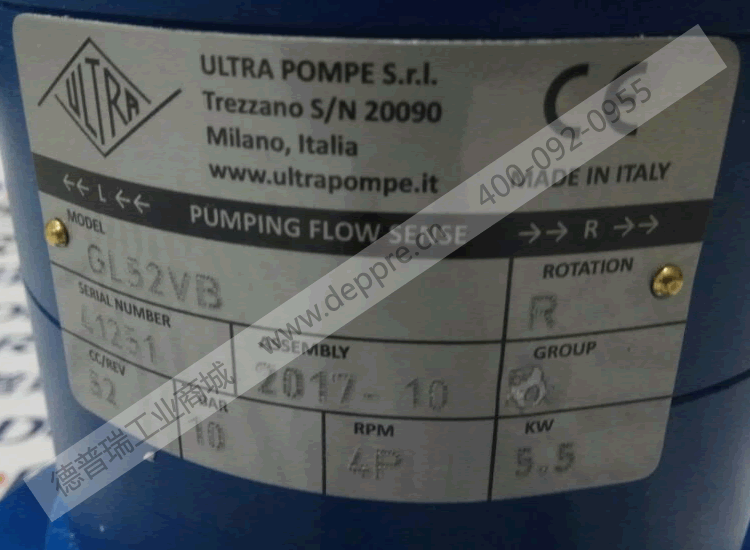 ULTRA
ULTRA POMPE S.r.l.
Trezzano S/N 20090
Milano, Italia
www.ultrapompe.it
CE
MADE IN ITALY
←← L ←← PUMPING FLOW SENSE →→ R →→
MODEL
GL52VB
ROTATION
R
SERIAL NUMBER
41251
ASSEMBLY
2017-10
GROUP
CC/REV
52
BAR
10
RPM
4P
KW
5.5
德普瑞工业商城 www.deppre.cn 400-092-0955